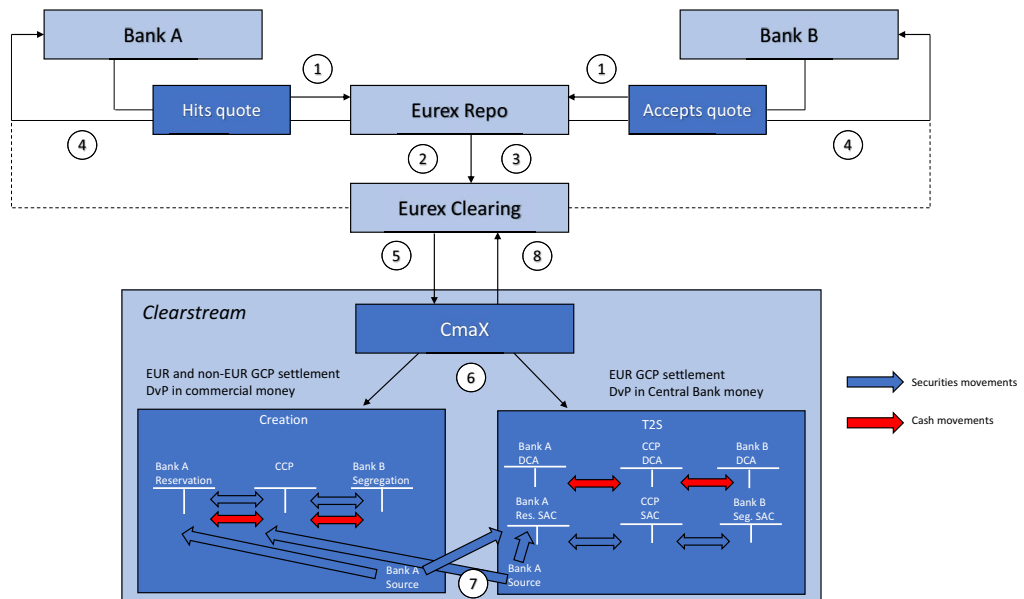 Bank A
Bank B
1
1
Hits quote
Eurex Repo
Accepts quote
4
2
3
4
Eurex Clearing
5
8
Clearstream
CmaX
6
EUR and non-EUR GCP settlement
DvP in commercial money
EUR GCP settlement
DvP in Central Bank money
Securities movements
Cash movements
Creation
Bank A
Reservation
CCP
Bank B
Segregation
Bank A
Source
7
T2S
Bank A
DCA
CCP
DCA
Bank B
DCA
Bank A
Res. SAC
CCP
SAC
Bank B
Seg. SAC
Bank A
Source